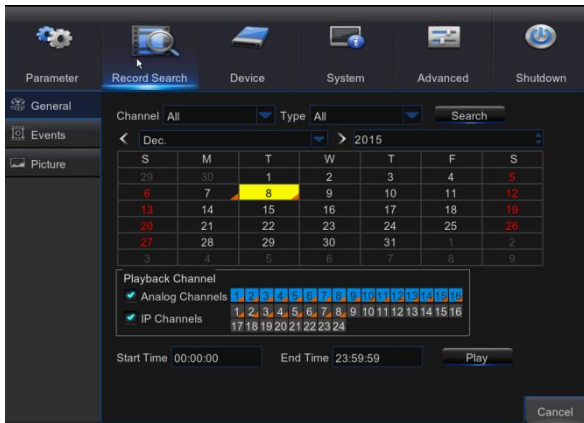 Parameter Record Search Device System Advanced Shutdown
General
Events
Picture
Channel All Type All Search
Dec. 2015
S M T W T F S
29 30 1 2 3 4 5
6 7 8 9 10 11 12
13 14 15 16 17 18 19
20 21 22 23 24 25 26
27 28 29 30 31 1 2
3 4 5 6 7 8 9
Playback Channel
Analog Channels 1 2 3 4 5 6 7 8 9 10 11 12 13 14 15 16
IP Channels 1 2 3 4 5 6 7 8 9 10 11 12 13 14 15 16
17 18 19 20 21 22 23 24
Start Time 00:00:00 End Time 23:59:59 Play
Cancel